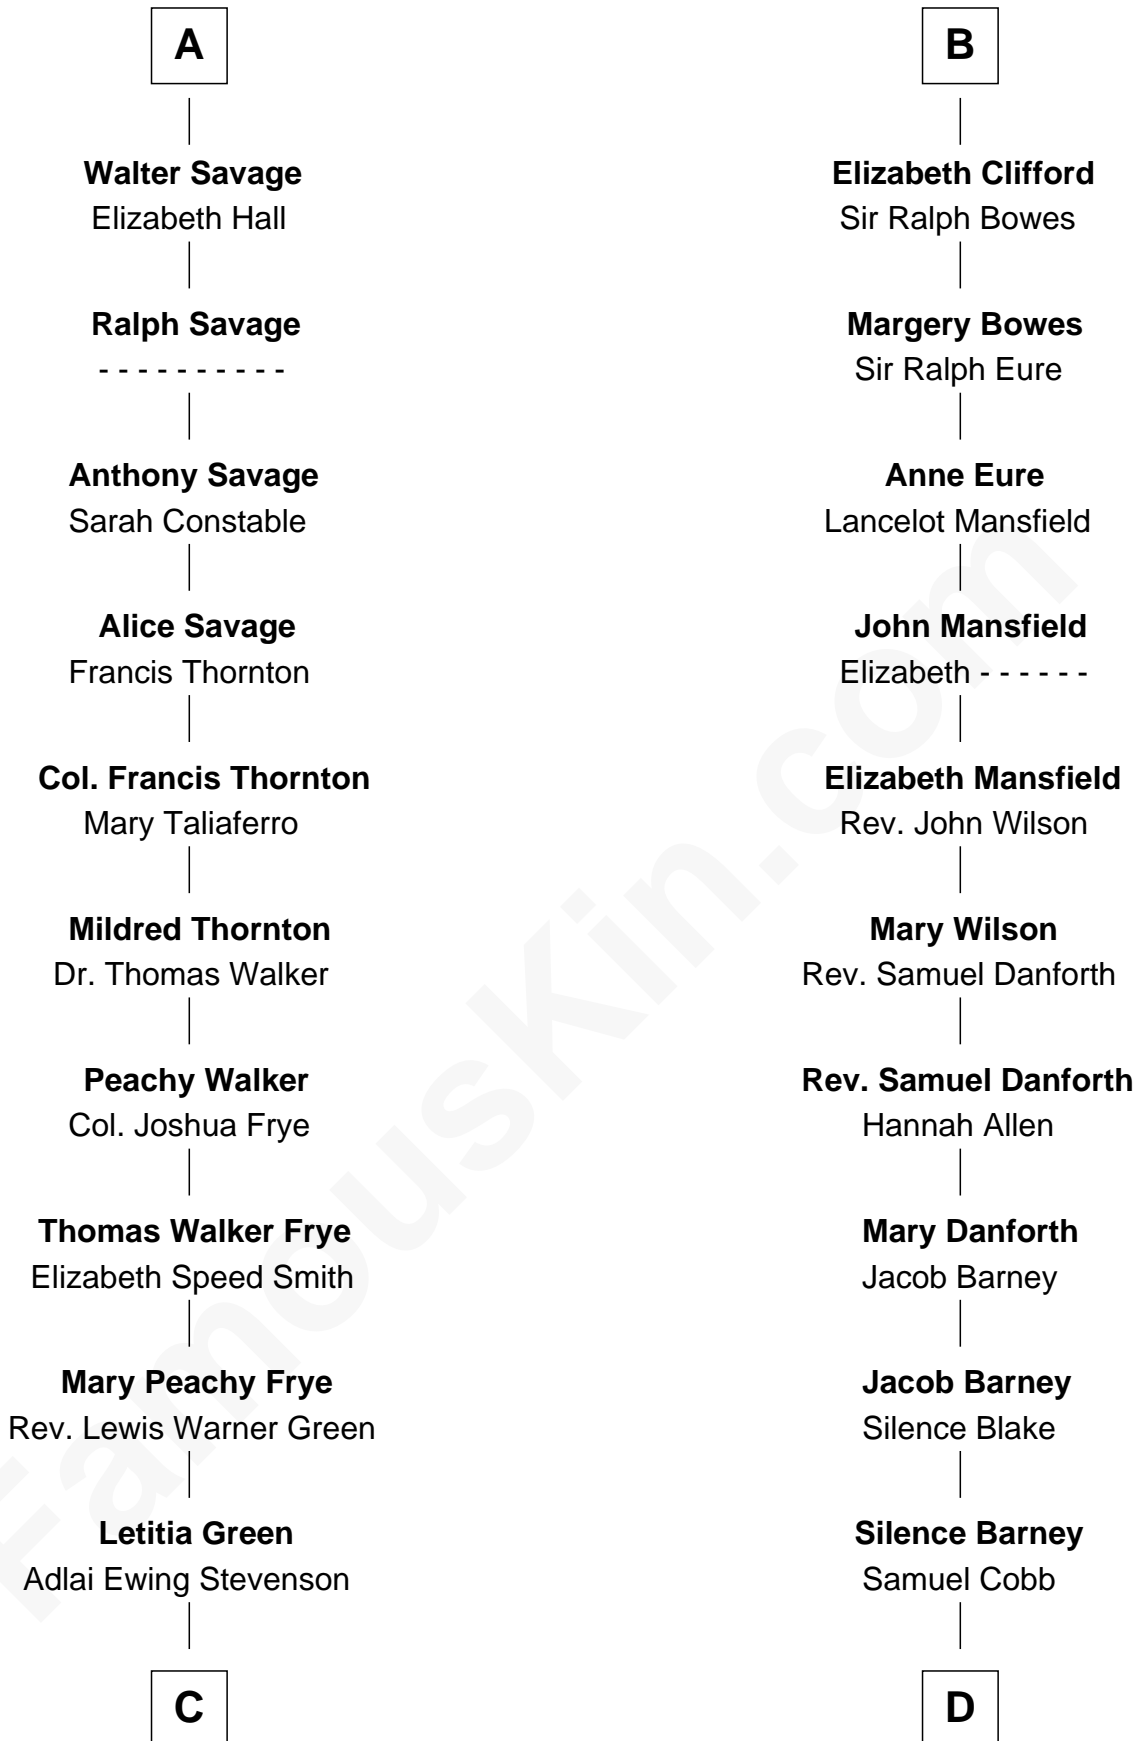 A
Walter Savage
Elizabeth Hall
Ralph Savage
- - - - - - - - - -
Anthony Savage
Sarah Constable
Alice Savage
Francis Thornton
Col. Francis Thornton
Mary Taliaferro
Mildred Thornton
Dr. Thomas Walker
Peachy Walker
Col. Joshua Frye
Thomas Walker Frye
Elizabeth Speed Smith
Mary Peachy Frye
Rev. Lewis Warner Green
Letitia Green
Adlai Ewing Stevenson
C
B
Elizabeth Clifford
Sir Ralph Bowes
Margery Bowes
Sir Ralph Eure
Anne Eure
Lancelot Mansfield
John Mansfield
Elizabeth - - - - - -
Elizabeth Mansfield
Rev. John Wilson
Mary Wilson
Rev. Samuel Danforth
Rev. Samuel Danforth
Hannah Allen
Mary Danforth
Jacob Barney
Jacob Barney
Silence Blake
Silence Barney
Samuel Cobb
D
FamousKin.com